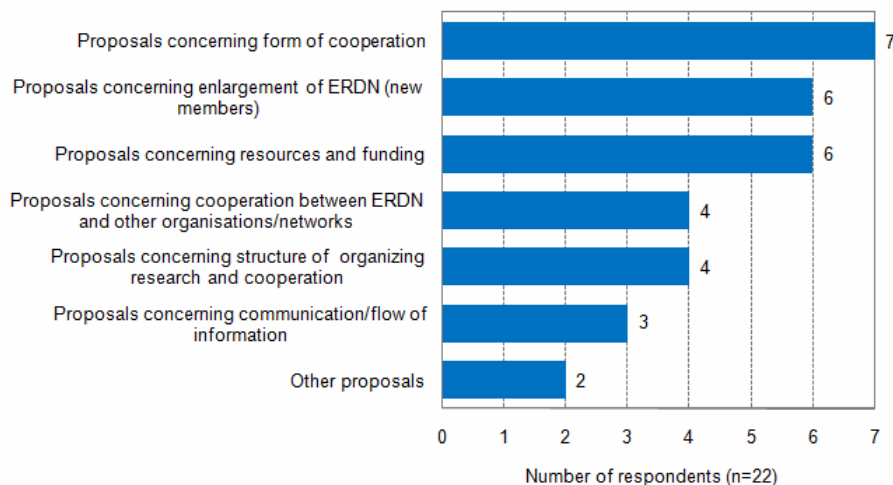 Proposals concerning form of cooperation
7
Proposals concerning enlargement of ERDN (new
members)
6
Proposals concerning resources and funding
6
Proposals concerning cooperation between ERDN
and other organisations/networks
4
Proposals concerning structure of organizing
research and cooperation
4
Proposals concerning communication/flow of
information
3
Other proposals
2
0 1 2 3 4 5 6 7
Number of respondents (n=22)